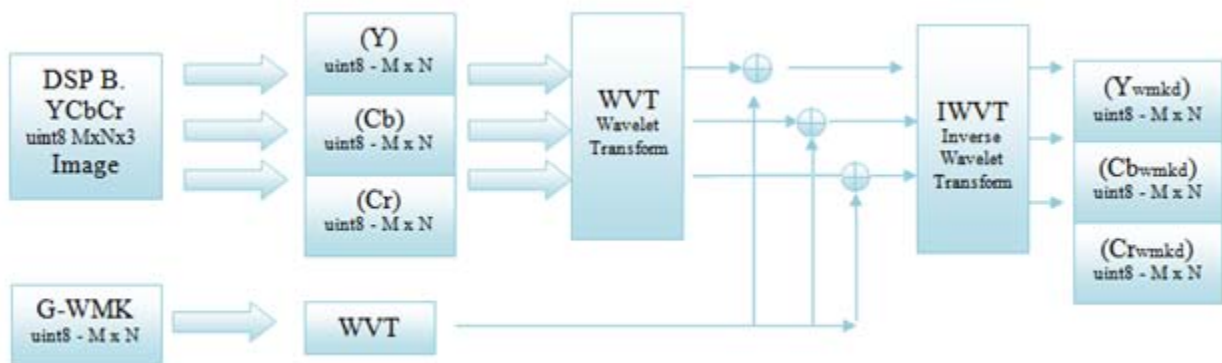 DSP B.
YCbCr
uint8 MxNx3
Image
(Y)
uint8 - M x N
(Cb)
uint8 - M x N
(Cr)
uint8 - M x N
WVT
Wavelet
Transform
IWVT
Inverse
Wavelet
Transform
(Ywmkd)
uint8 - M x N
(Cbwmkd)
uint8 - M x N
(Crwmkd)
uint8 - M x N
G-WMK
uint8 - M x N
WVT